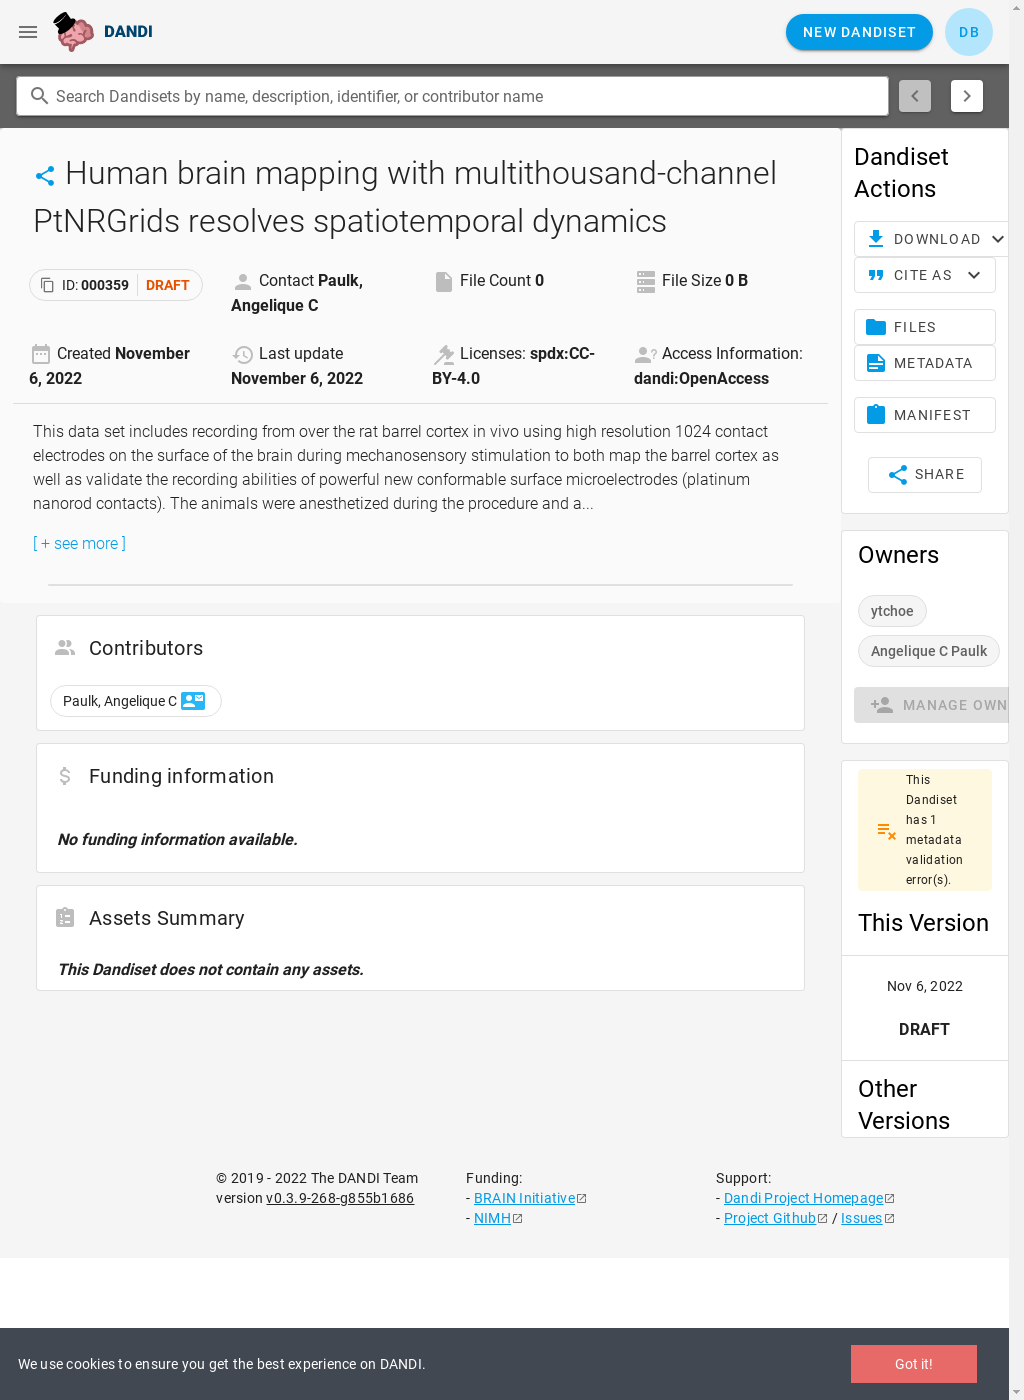 DANDI
NEW DANDISET
DB
Search Dandisets by name, description, identifier, or contributor name
Human brain mapping with multithousand-channel
PtNRGrids resolves spatiotemporal dynamics
ID: 000359 DRAFT
Contact Paulk,
Angelique C
File Count 0
File Size 0 B
Created November
6, 2022
Last update
November 6, 2022
Licenses: spdx:CC-
BY-4.0
Access Information:
dandi:OpenAccess
This data set includes recording from over the rat barrel cortex in vivo using high resolution 1024 contact
electrodes on the surface of the brain during mechanosensory stimulation to both map the barrel cortex as
well as validate the recording abilities of powerful new conformable surface microelectrodes (platinum
nanorod contacts). The animals were anesthetized during the procedure and a...
[ + see more ]
Contributors
Paulk, Angelique C
Funding information
No funding information available.
Assets Summary
This Dandiset does not contain any assets.
Dandiset
Actions
DOWNLOAD
CITE AS
FILES
METADATA
MANIFEST
SHARE
Owners
ytchoe
Angelique C Paulk
MANAGE OWN
This
Dandiset
has 1
metadata
validation
error(s).
This Version
Nov 6, 2022
DRAFT
Other
Versions
© 2019 - 2022 The DANDI Team
version v0.3.9-268-g855b1686
Funding:
- BRAIN Initiative
- NIMH
Support:
- Dandi Project Homepage
- Project Github / Issues
We use cookies to ensure you get the best experience on DANDI.
Got it!